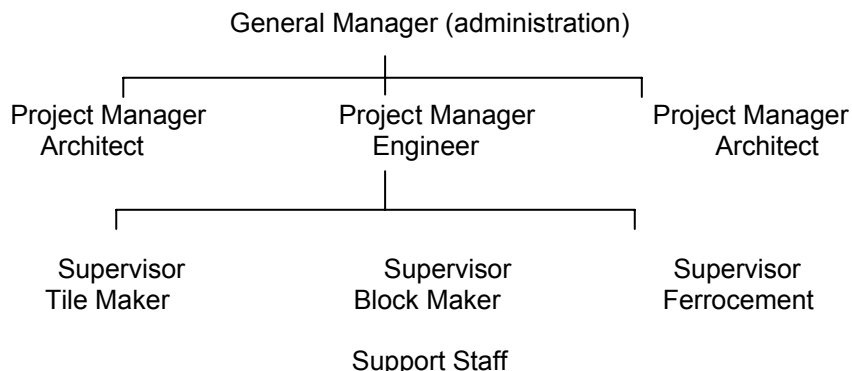 General Manager (administration)
Project Manager Project Manager Project Manager
Architect Engineer Architect
Supervisor Supervisor Supervisor
Tile Maker Block Maker Ferrocement
Support Staff